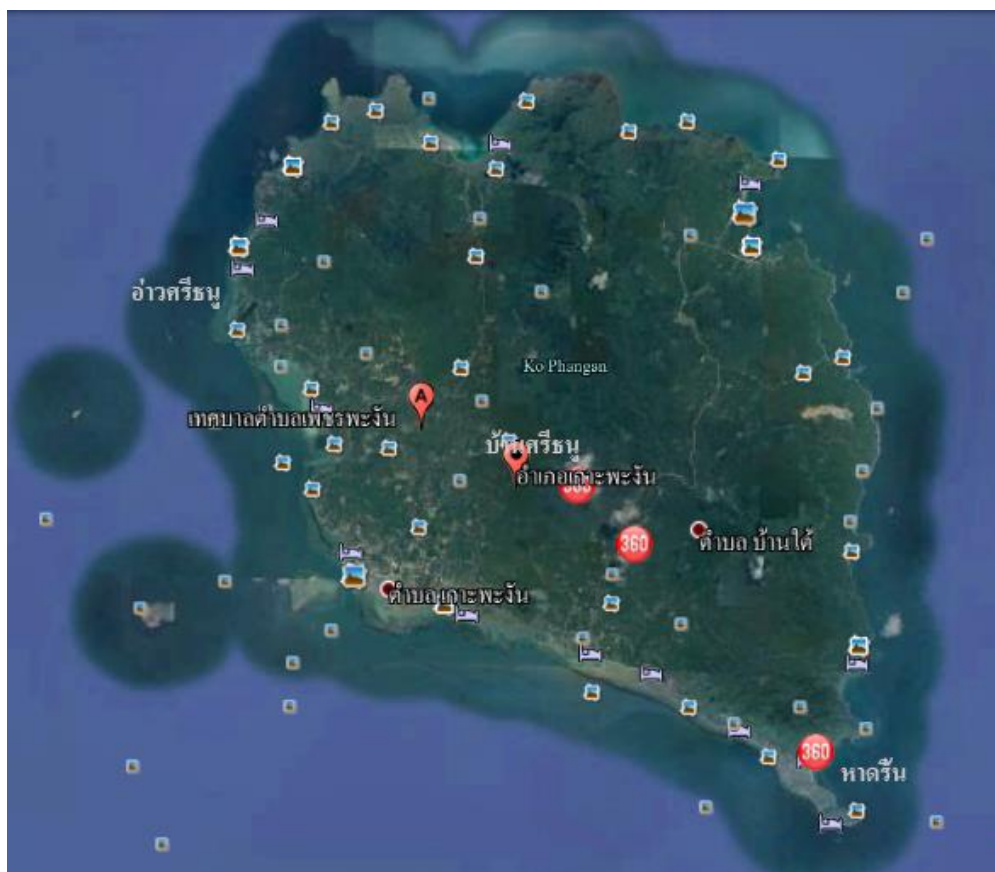 อ่าวศรีธนู
Ko Phangan
A
เทศบาลตำบลเพชรพะงัน
บ้านศรีธนู
อำเภอเกาะพะงัน
360
360
ตำบล บ้านใต้
ตำบล เกาะพะงัน
360
หาดริ้น